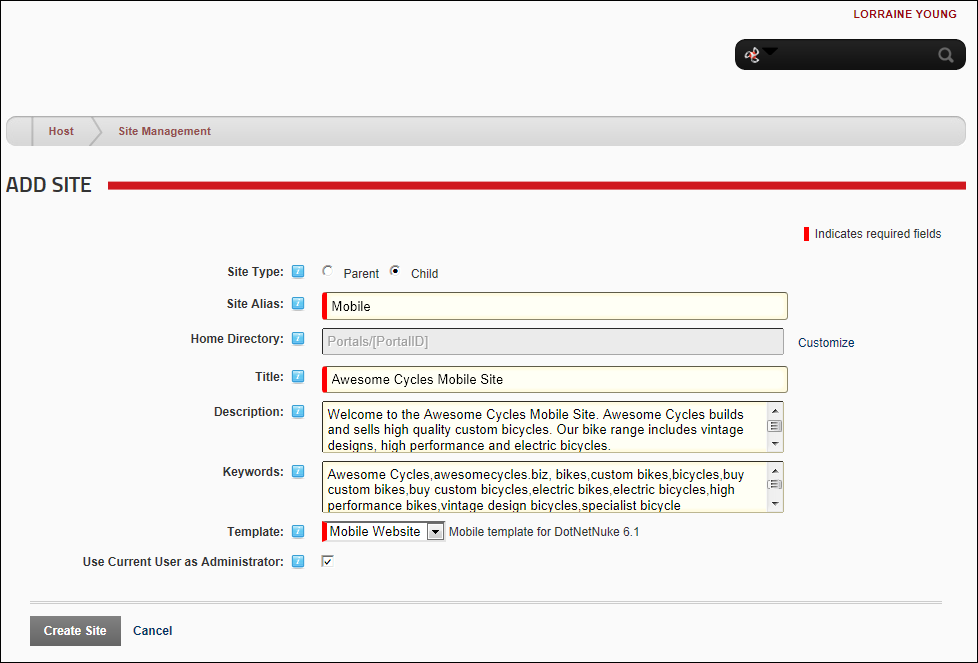 LORRAINE YOUNG
Host
Site Management
ADD SITE
Indicates required fields
Site Type:
Parent
Child
Site Alias:
Mobile
Home Directory:
Portals/[PortalID]
Customize
Title:
Awesome Cycles Mobile Site
Description:
Welcome to the Awesome Cycles Mobile Site. Awesome Cycles builds
and sells high quality custom bicycles. Our bike range includes vintage
designs, high performance and electric bicycles.
Keywords:
Awesome Cycles,awesomecycles.biz, bikes,custom bikes,bicycles,buy
custom bikes,buy custom bicycles,electric bikes,electric bicycles,high
performance bikes,vintage design bicycles,specialist bicycle
Template:
Mobile Website
Mobile template for DotNetNuke 6.1
Use Current User as Administrator:
Create Site
Cancel